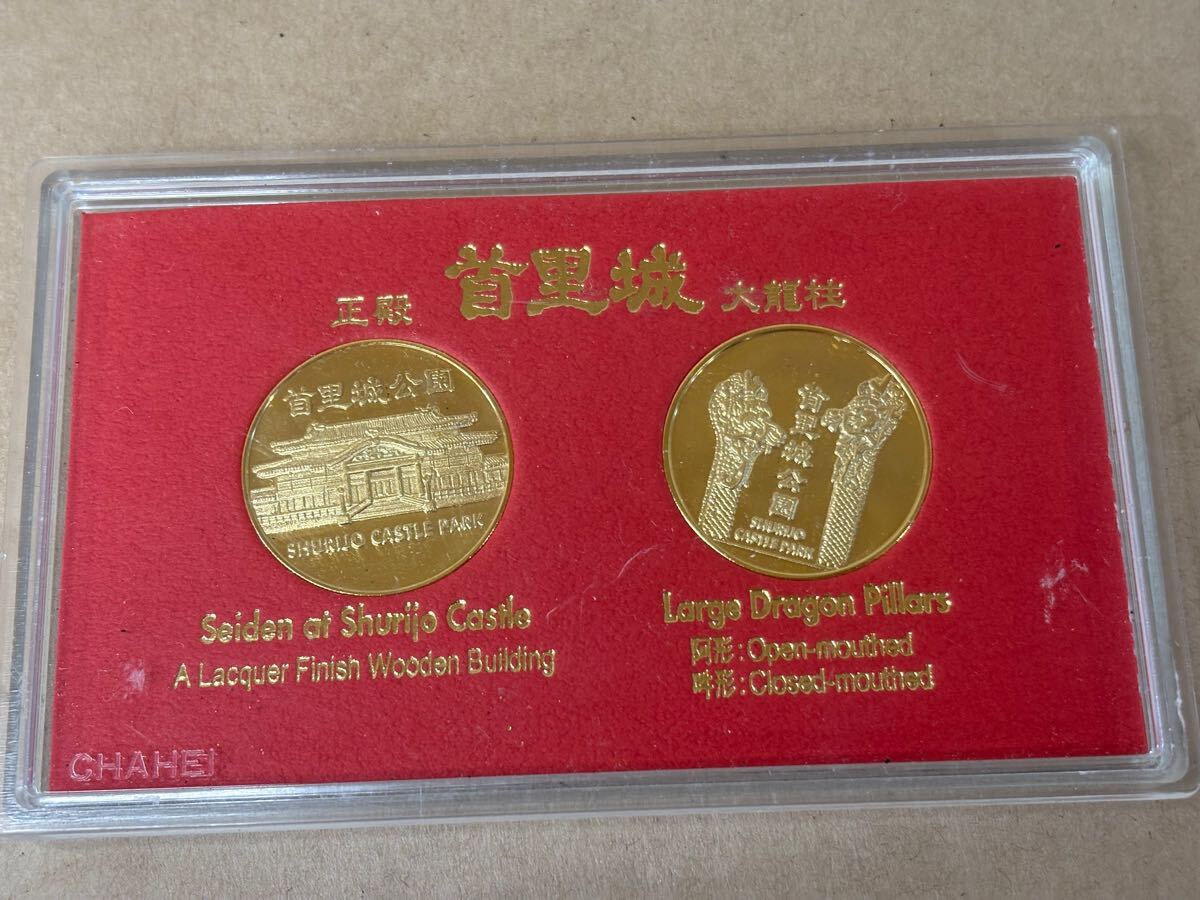 首里城
正殿
大龍柱
首里城公園
SHURIJO CASTLE PARK
首里城公園
SHURIJO
CASTLE PARK
Seiden at Shurijo Castle
A Lacquer Finish Wooden Building
Large Dragon Pillars
阿形:Open-mouthed
吽形:Closed-mouthed
CHAHEI